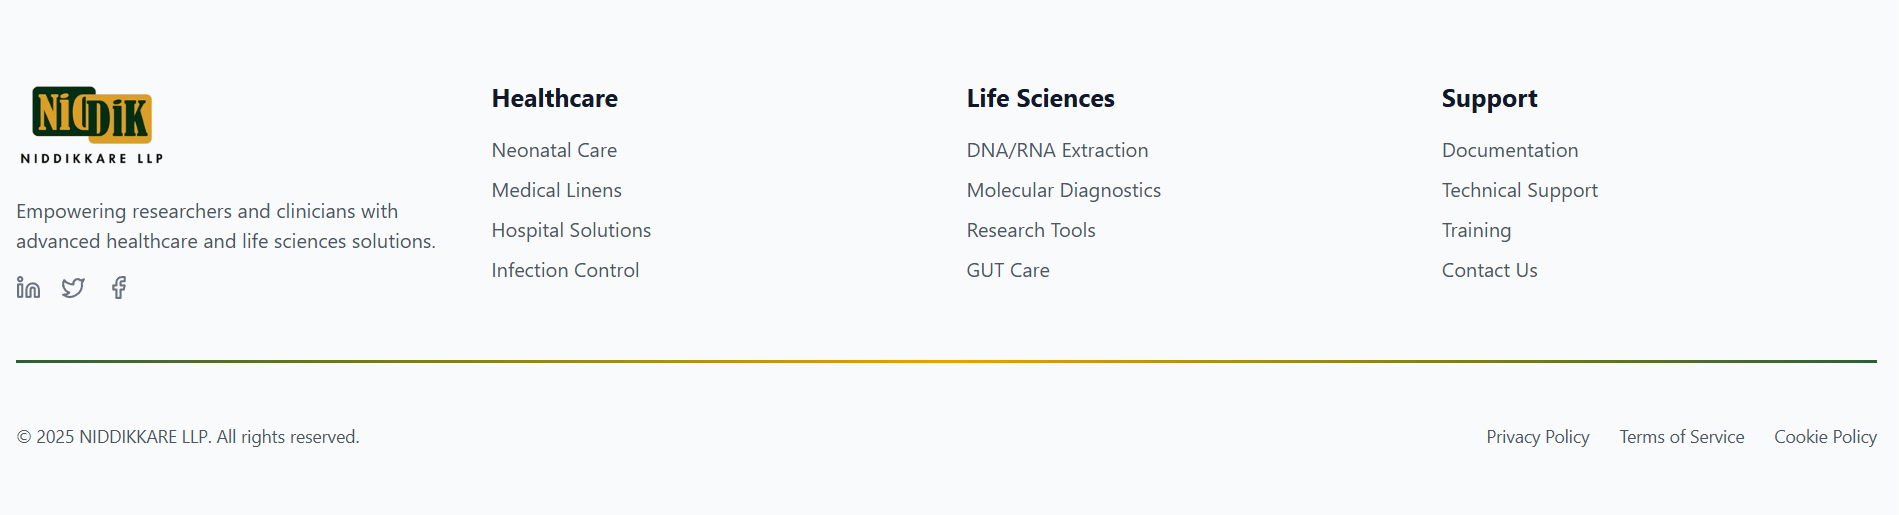 NiDDiK
NIDDIKKARE LLP
Empowering researchers and clinicians with
advanced healthcare and life sciences solutions.
Healthcare
Neonatal Care
Medical Linens
Hospital Solutions
Infection Control
Life Sciences
DNA/RNA Extraction
Molecular Diagnostics
Research Tools
GUT Care
Support
Documentation
Technical Support
Training
Contact Us
© 2025 NIDDIKKARE LLP. All rights reserved.
Privacy Policy Terms of Service Cookie Policy